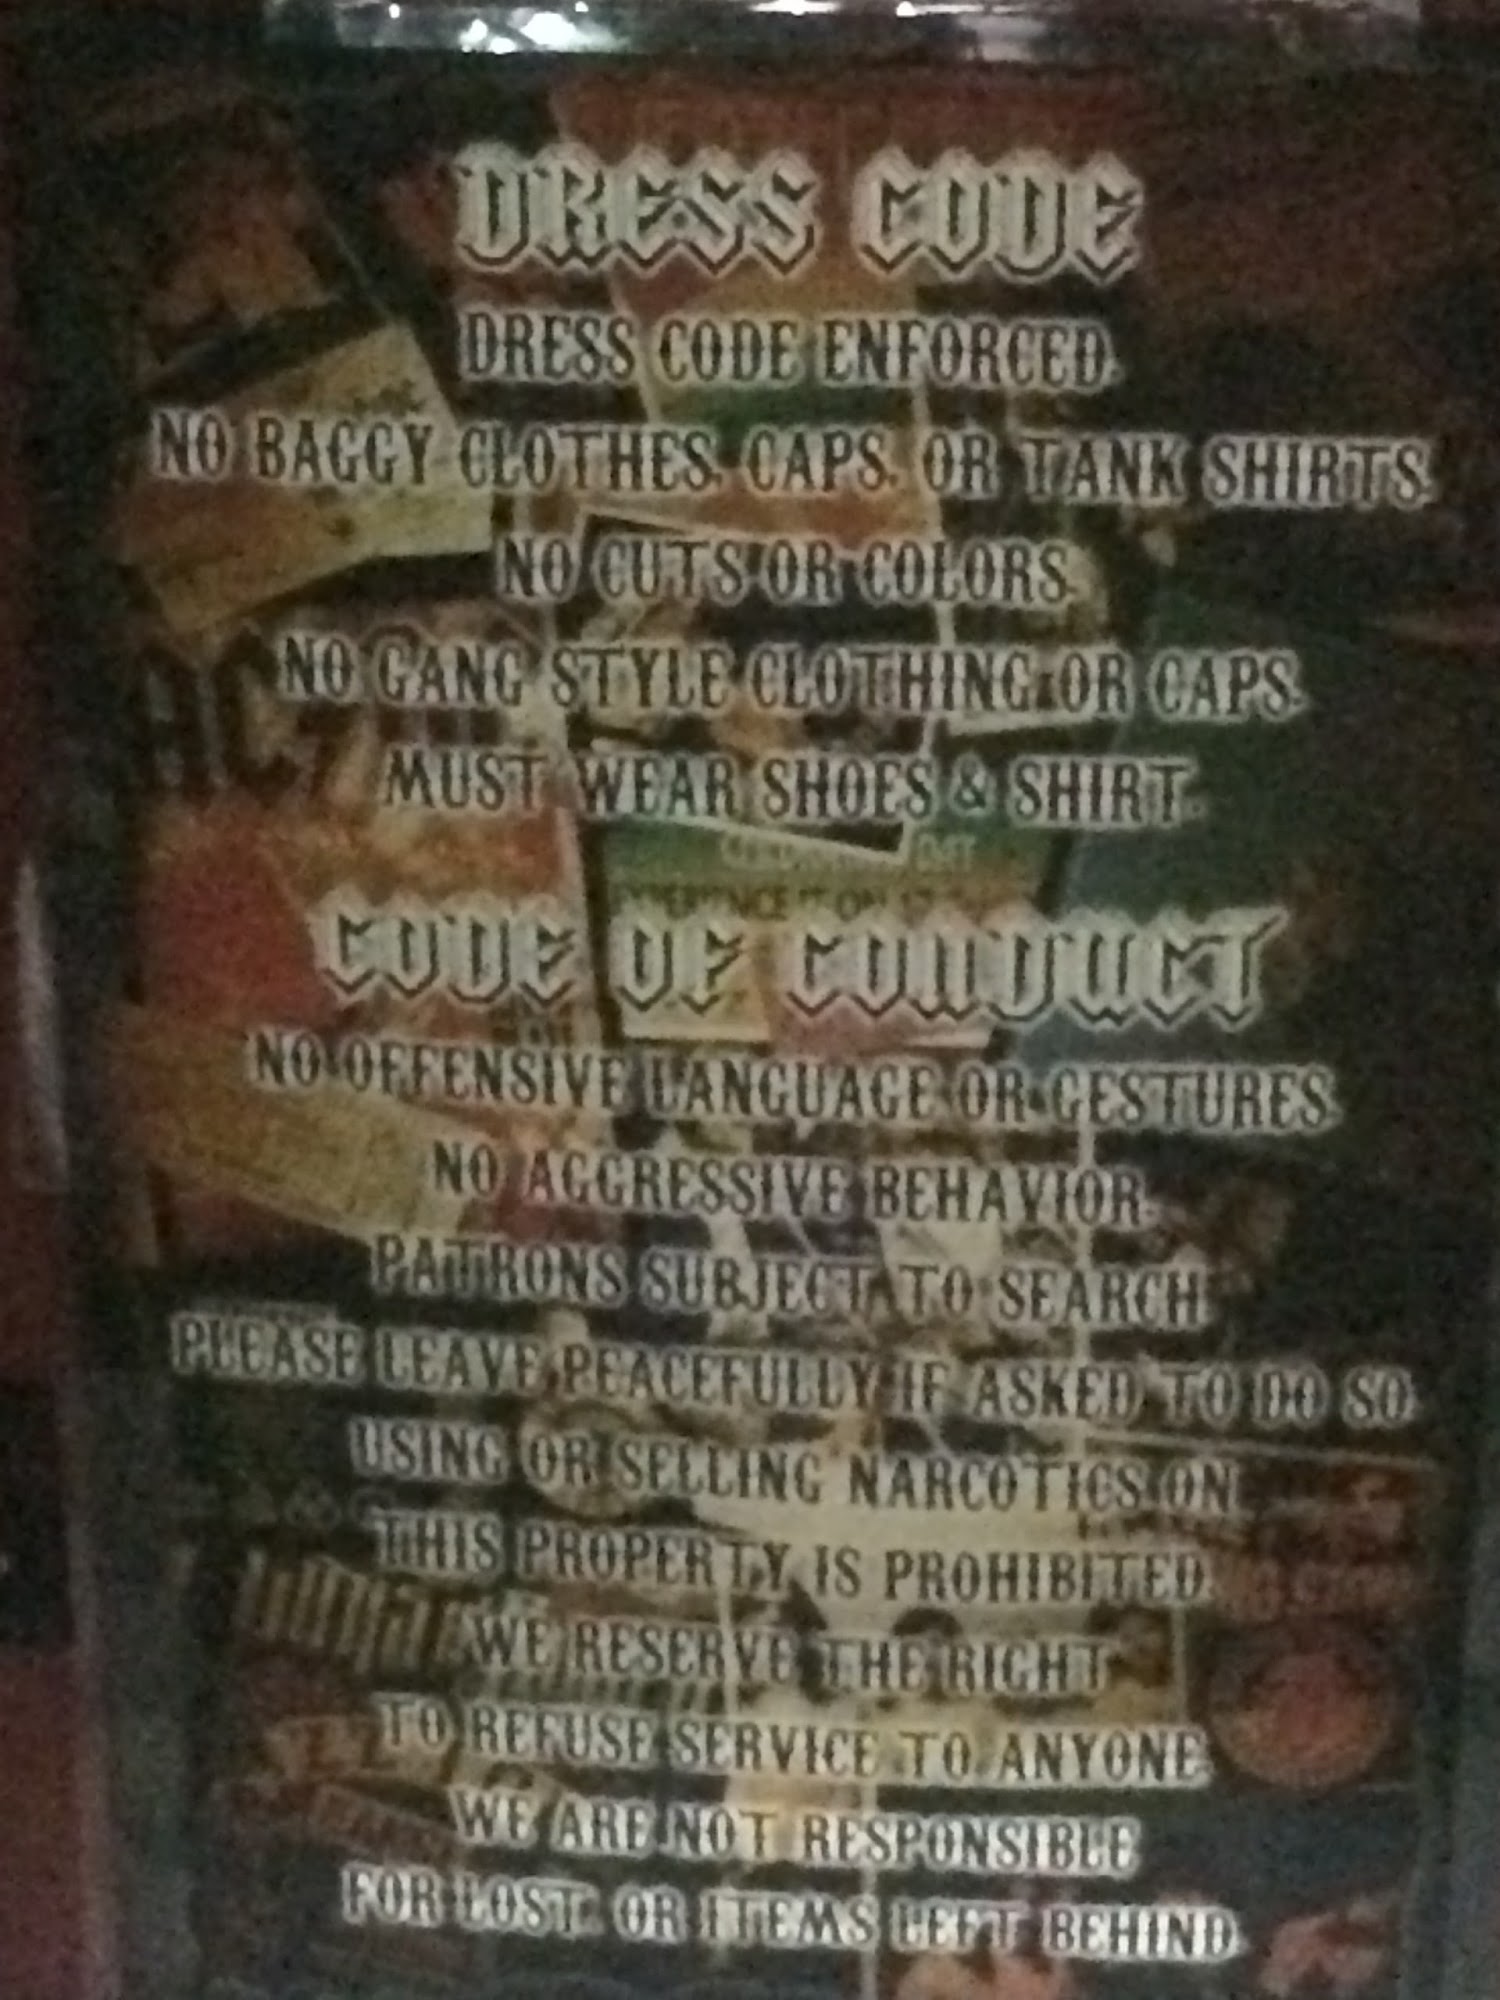 DRESS CODE
DRESS CODE ENFORCED.
NO BAGGY CLOTHES, CAPS, OR TANK SHIRTS.
NO CUTS OR COLORS.
NO GANG STYLE CLOTHING OR CAPS.
MUST WEAR SHOES & SHIRT.
CODE OF CONDUCT
NO OFFENSIVE LANGUAGE OR GESTURES.
NO AGGRESSIVE BEHAVIOR.
PATRONS SUBJECT TO SEARCH.
PLEASE LEAVE PEACEFULLY IF ASKED TO DO SO.
USING OR SELLING NARCOTICS ON
THIS PROPERTY IS PROHIBITED.
WE RESERVE THE RIGHT
TO REFUSE SERVICE TO ANYONE.
WE ARE NOT RESPONSIBLE
FOR LOST, OR ITEMS LEFT BEHIND.